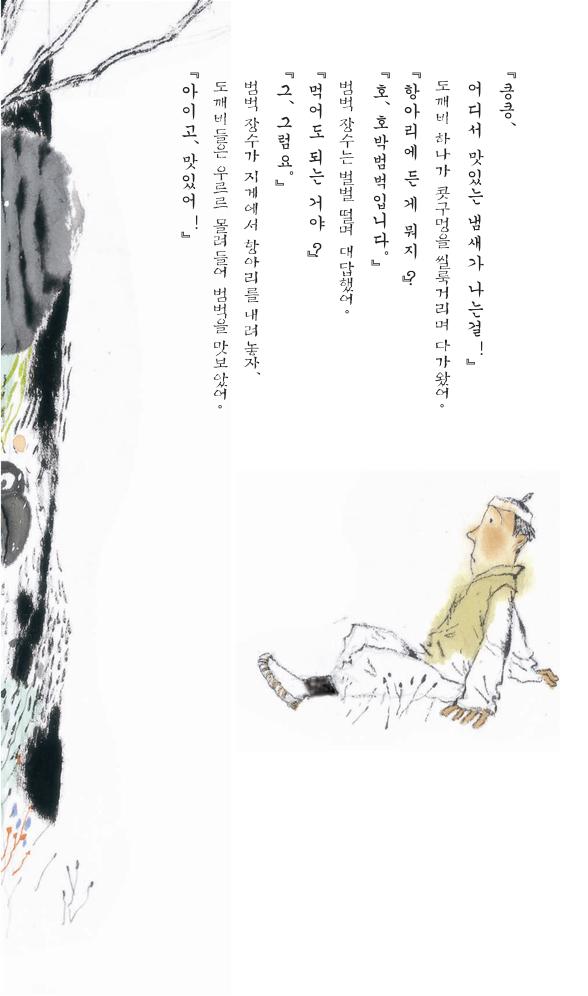 『킁킁、
어디서 맛있는 냄새가 나는걸！』
도깨비 하나가 콧구멍을 씰룩거리며 다가왔어。
『항아리에 든 게 뭐지？』
『호、호박범벅입니다。』
범벅 장수는 벌벌 떨며 대답했어。
『먹어도 되는 거야？』
『그、그럼요。』
범벅 장수가 지게에서 항아리를 내려놓자、
도깨비들은 우르르 몰려들어 범벅을 맛보았어。
『아이고、맛있어！』